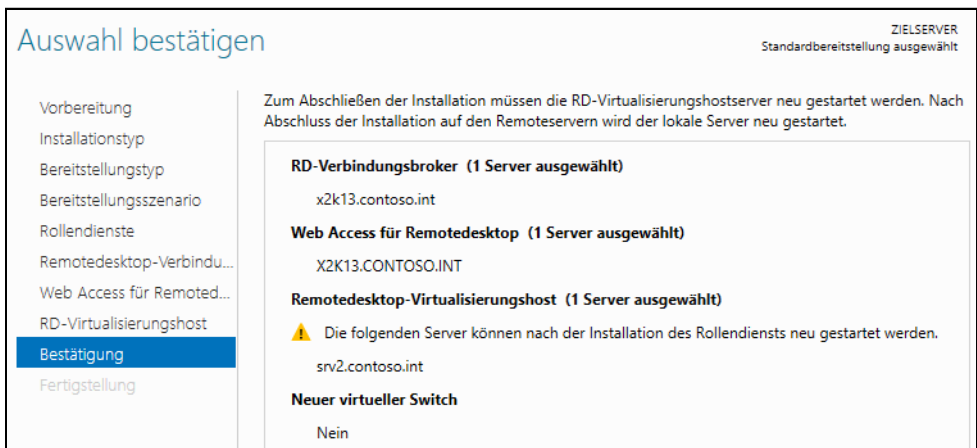 Auswahl bestätigen
ZIELSERVER
Standardbereitstellung ausgewählt
Vorbereitung
Installationstyp
Bereitstellungstyp
Bereitstellungsszenario
Rollendienste
Remotedesktop-Verbindu...
Web Access für Remoted...
RD-Virtualisierungshost
Bestätigung
Fertigstellung
Zum Abschließen der Installation müssen die RD-Virtualisierungshostserver neu gestartet werden. Nach
Abschluss der Installation auf den Remoteservern wird der lokale Server neu gestartet.
RD-Verbindungsbroker (1 Server ausgewählt)
x2k13.contoso.int
Web Access für Remotedesktop (1 Server ausgewählt)
X2K13.CONTOSO.INT
Remotedesktop-Virtualisierungshost (1 Server ausgewählt)
Die folgenden Server können nach der Installation des Rollendiensts neu gestartet werden.
srv2.contoso.int
Neuer virtueller Switch
Nein